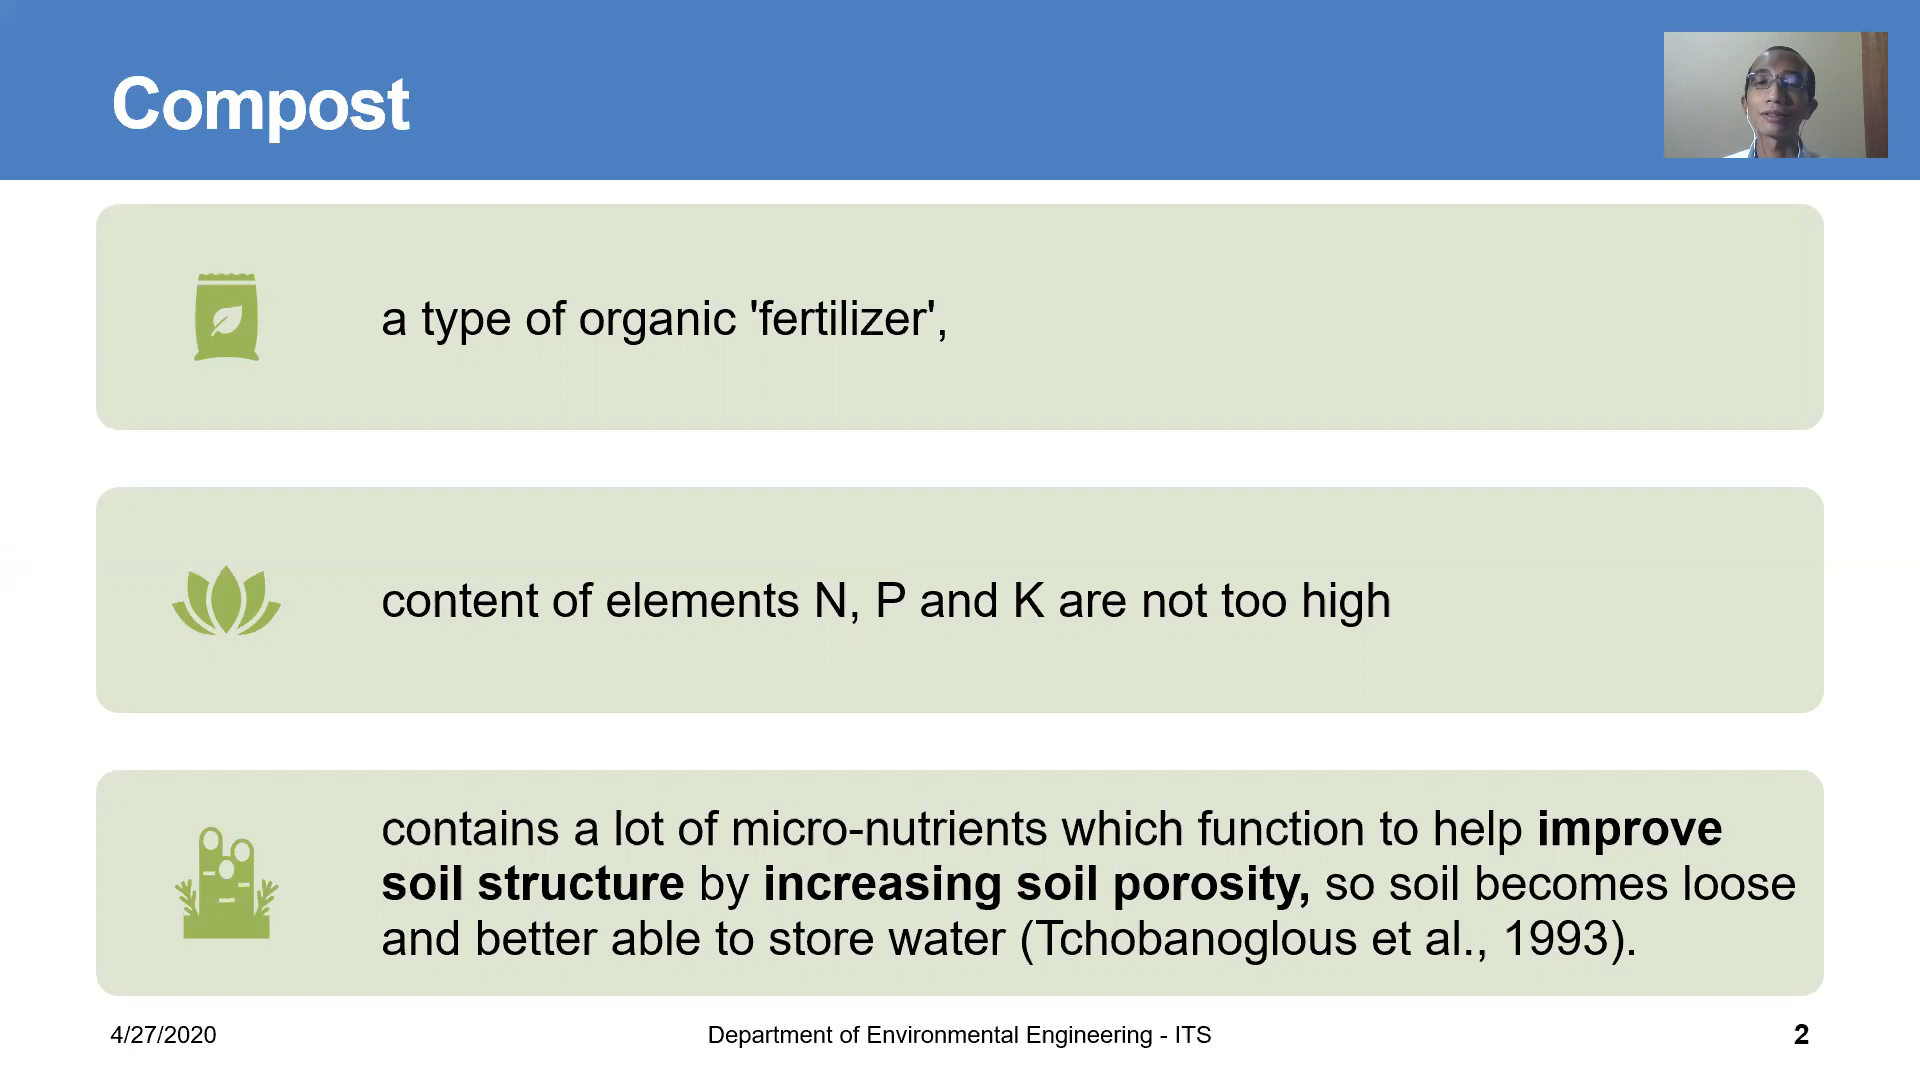 Compost
a type of organic 'fertilizer',
content of elements N, P and K are not too high
contains a lot of micro-nutrients which function to help improve
soil structure by increasing soil porosity, so soil becomes loose
and better able to store water (Tchobanoglous et al., 1993).
4/27/2020
Department of Environmental Engineering - ITS
2